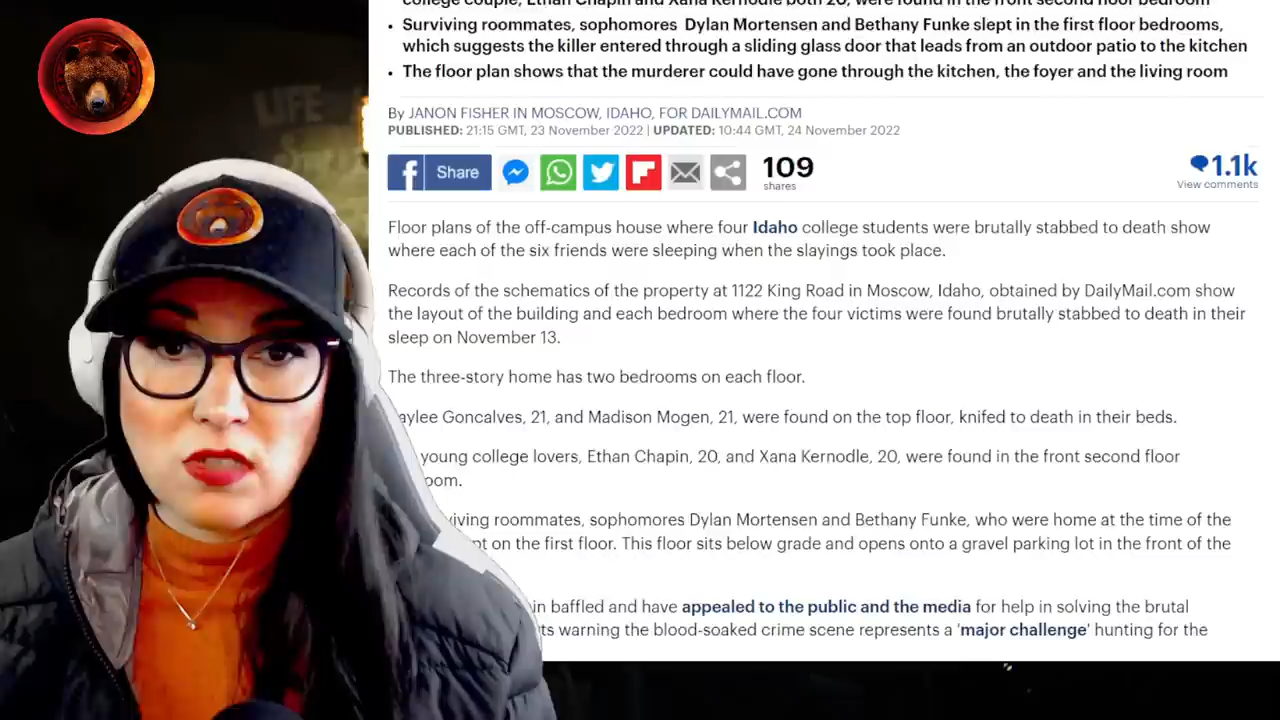 college couple, Ethan Chapin and Xana Kernodle both 20, were found in the front second floor bedroom
Surviving roommates, sophomores Dylan Mortensen and Bethany Funke slept in the first floor bedrooms,
which suggests the killer entered through a sliding glass door that leads from an outdoor patio to the kitchen
The floor plan shows that the murderer could have gone through the kitchen, the foyer and the living room
By JANON FISHER IN MOSCOW, IDAHO, FOR DAILYMAIL.COM
PUBLISHED: 21:15 GMT, 23 November 2022 | UPDATED: 10:44 GMT, 24 November 2022
Share
109
shares
1.1k
View comments
Floor plans of the off-campus house where four Idaho college students were brutally stabbed to death show
where each of the six friends were sleeping when the slayings took place.
Records of the schematics of the property at 1122 King Road in Moscow, Idaho, obtained by DailyMail.com show
the layout of the building and each bedroom where the four victims were found brutally stabbed to death in their
sleep on November 13.
The three-story home has two bedrooms on each floor.
aylee Goncalves, 21, and Madison Mogen, 21, were found on the top floor, knifed to death in their beds.
young college lovers, Ethan Chapin, 20, and Xana Kernodle, 20, were found in the front second floor
oom.
viving roommates, sophomores Dylan Mortensen and Bethany Funke, who were home at the time of the
pt on the first floor. This floor sits below grade and opens onto a gravel parking lot in the front of the
in baffled and have appealed to the public and the media for help in solving the brutal
ts warning the blood-soaked crime scene represents a 'major challenge' hunting for the
LIFE